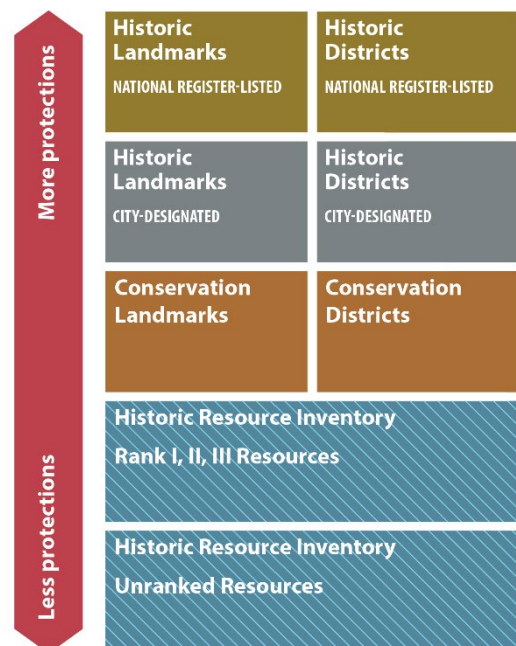 More protections
Less protections
Historic
Landmarks
NATIONAL REGISTER-LISTED
Historic
Districts
NATIONAL REGISTER-LISTED
Historic
Landmarks
CITY-DESIGNATED
Historic
Districts
CITY-DESIGNATED
Conservation
Landmarks
Conservation
Districts
Historic Resource Inventory
Rank I, II, III Resources
Historic Resource Inventory
Unranked Resources